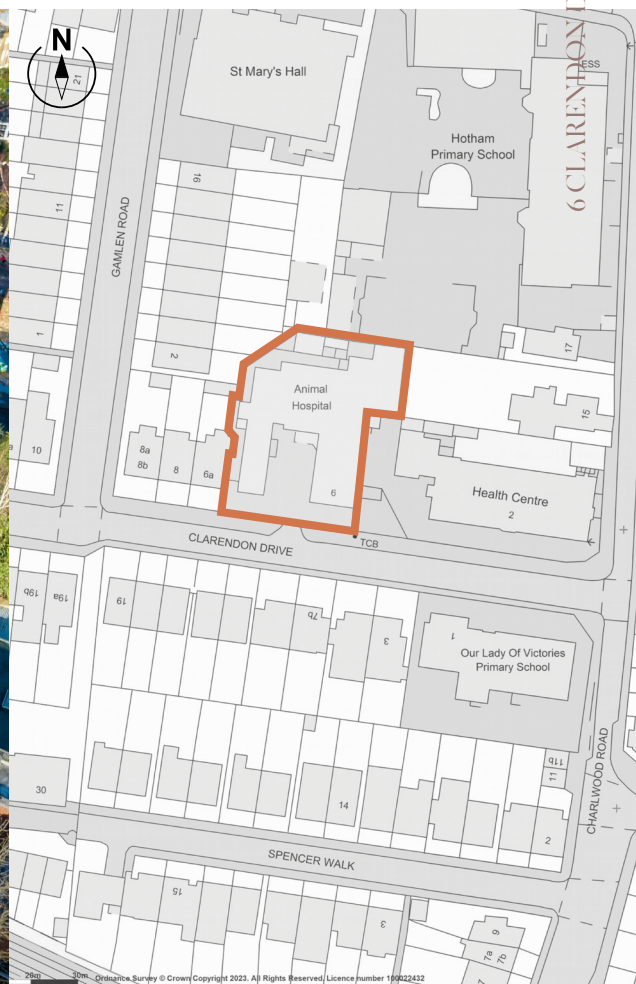 N
6 CLARENDON
ESS
St Mary's Hall
Hotham
Primary School
21
16
11
GAMLEN ROAD
1
2
17
Animal
Hospital
15
10
8a
8b
8
6a
6
Health Centre
2
CLARENDON DRIVE
TCB
19b
19a
19
7b
3
1
Our Lady Of Victories
Primary School
CHARLWOOD ROAD
11b
11
30
14
2
SPENCER WALK
15
3
9
7a
7b
7
20m
30m
Ordnance Survey © Crown Copyright 2023. All Rights Reserved. Licence number 100022432